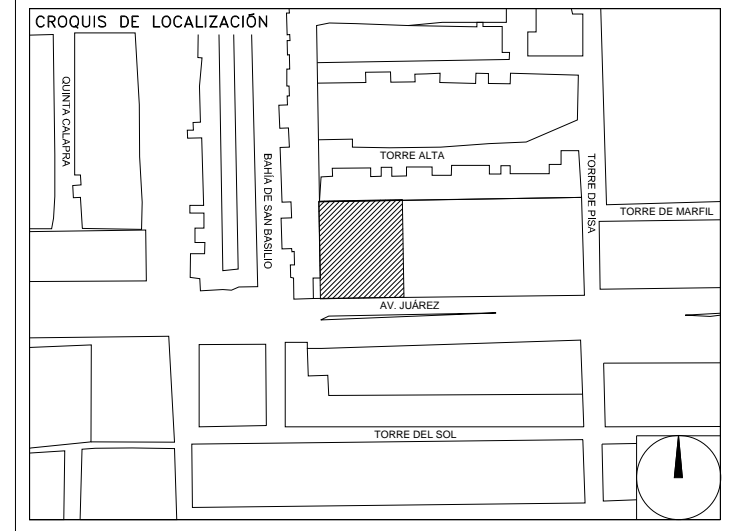 CROQUIS DE LOCALIZACIÓN
QUINTA CALAPRA
BAHÍA DE SAN BASILIO
TORRE ALTA
TORRE DE PISA
TORRE DE MARFIL
AV. JUÁREZ
TORRE DEL SOL